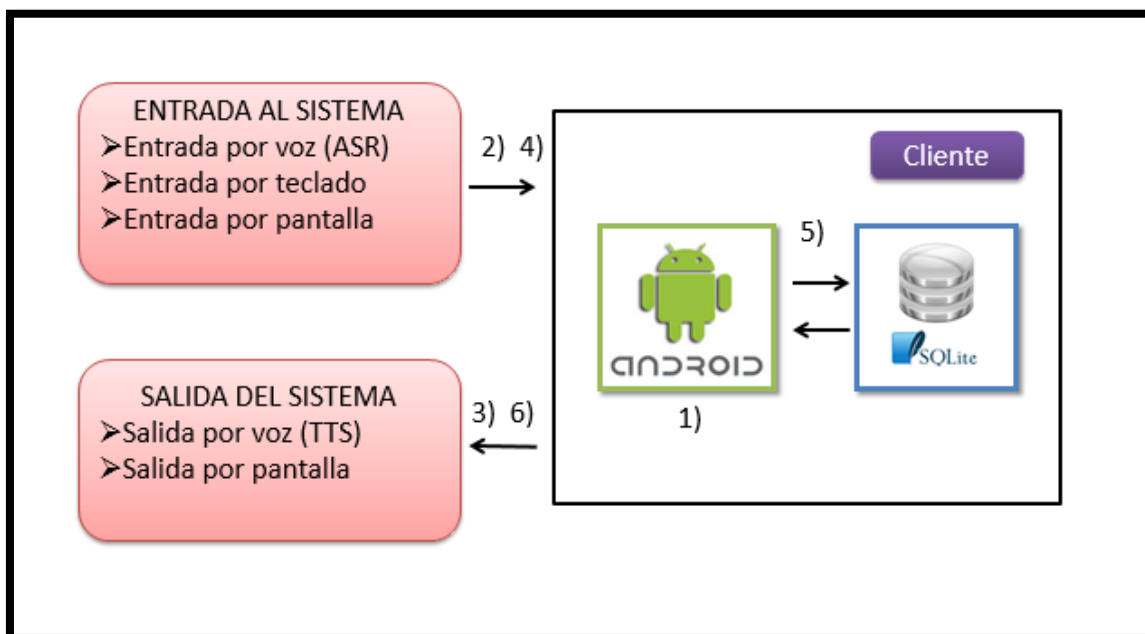 ENTRADA AL SISTEMA
➢Entrada por voz (ASR)
➢Entrada por teclado
➢Entrada por pantalla
2) 4)
Cliente
5)
ANDROID
SQLite
1)
SALIDA DEL SISTEMA
➢Salida por voz (TTS)
➢Salida por pantalla
3) 6)